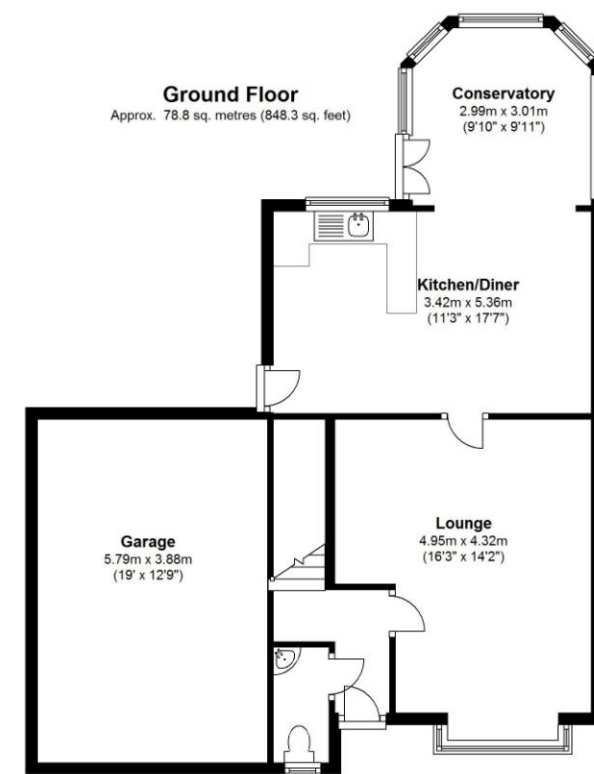 Ground Floor
Approx. 78.8 sq. metres (848.3 sq. feet)
Conservatory
2.99m x 3.01m
(9'10" x 9'11")
Kitchen/Diner
3.42m x 5.36m
(11'3" x 17'7")
Lounge
4.95m x 4.32m
(16'3" x 14'2")
Garage
5.79m x 3.88m
(19' x 12'9")